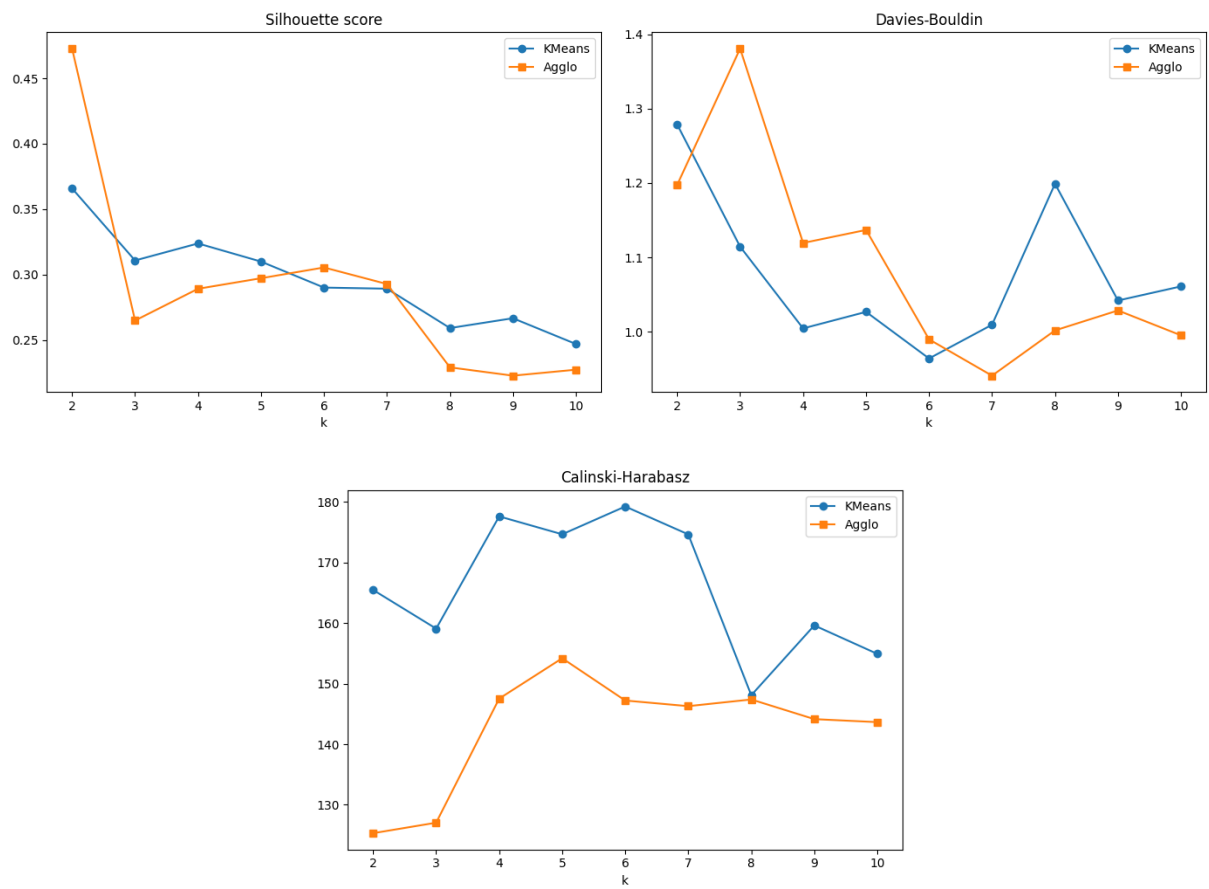 Silhouette score
KMeans
Agglo
0.45
0.40
0.35
0.30
0.25
2 3 4 5 6 7 8 9 10
k
Davies-Bouldin
KMeans
Agglo
1.4
1.3
1.2
1.1
1.0
2 3 4 5 6 7 8 9 10
k
Calinski-Harabasz
KMeans
Agglo
180
170
160
150
140
130
2 3 4 5 6 7 8 9 10
k